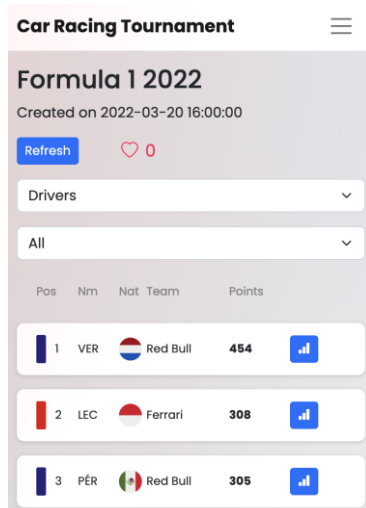 Car Racing Tournament
Formula 1 2022
Created on 2022-03-20 16:00:00
Refresh 0
Drivers
All
Pos Nm Nat Team Points
1 VER Red Bull 454
2 LEC Ferrari 308
3 PÉR Red Bull 305